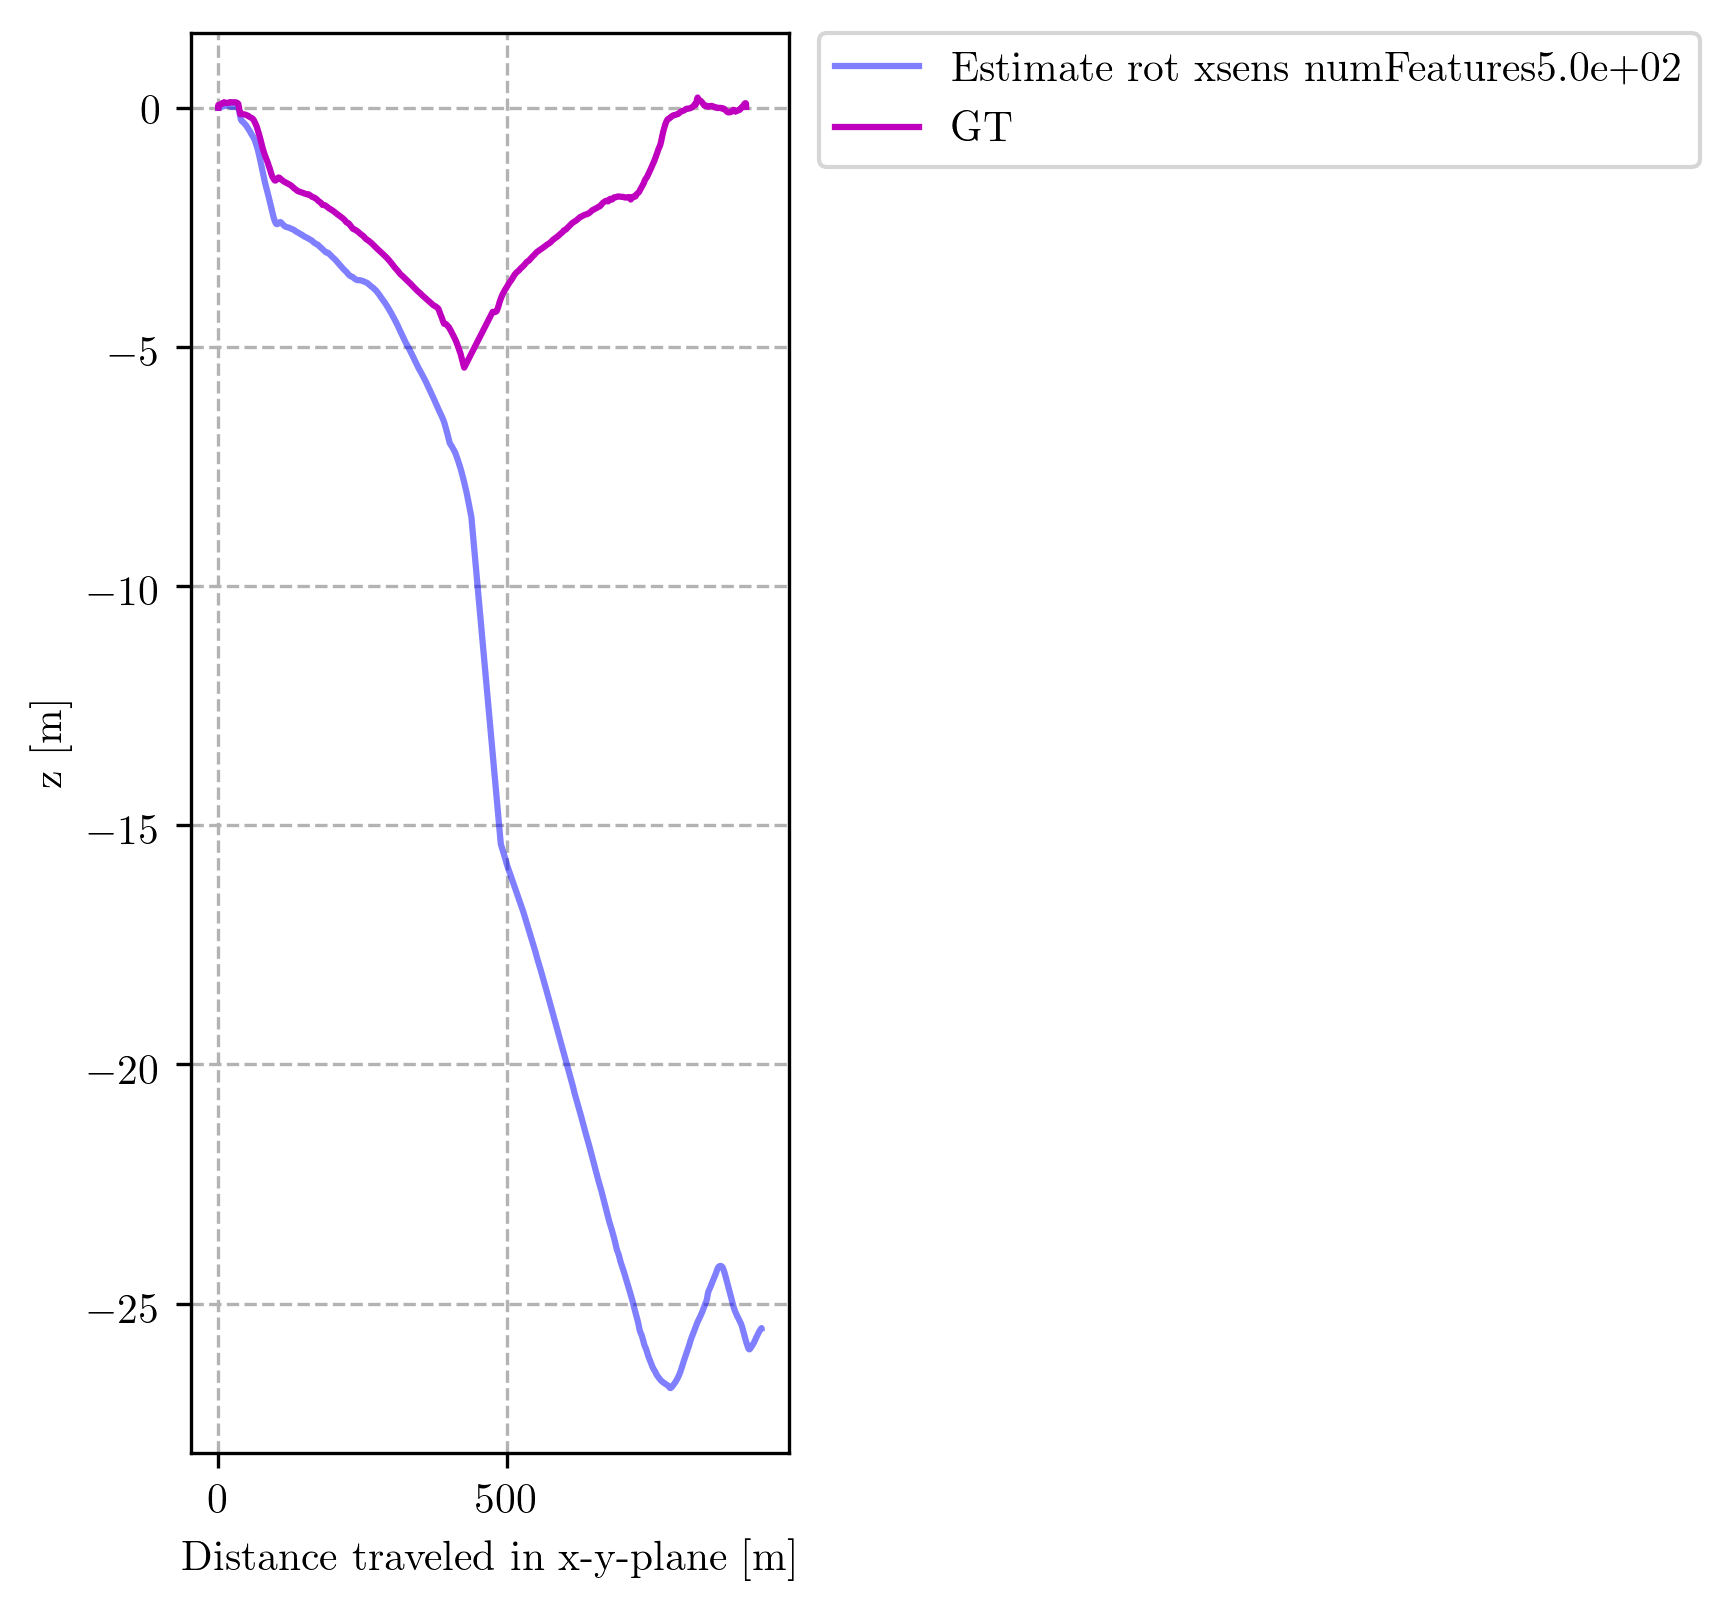 Estimate rot xsens numFeatures5.0e+02
GT
0
−5
−10
−15
−20
−25
z [m]
0 500
Distance traveled in x-y-plane [m]